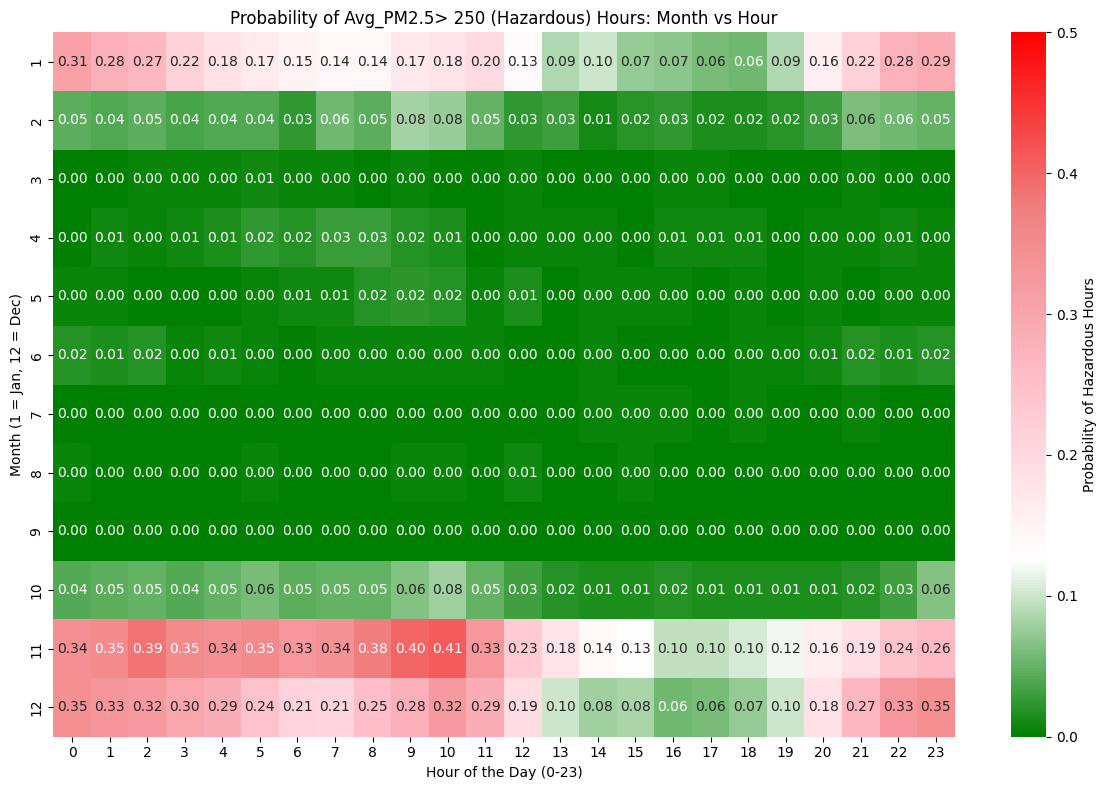 Probability of Avg_PM2.5> 250 (Hazardous) Hours: Month vs Hour
Month (1 = Jan, 12 = Dec)
1 0.31 0.28 0.27 0.22 0.18 0.17 0.15 0.14 0.14 0.17 0.18 0.20 0.13 0.09 0.10 0.07 0.07 0.06 0.06 0.09 0.16 0.22 0.28 0.29
2 0.05 0.04 0.05 0.04 0.04 0.04 0.03 0.06 0.05 0.08 0.08 0.05 0.03 0.03 0.01 0.02 0.03 0.02 0.02 0.02 0.03 0.06 0.06 0.05
3 0.00 0.00 0.00 0.00 0.00 0.01 0.00 0.00 0.00 0.00 0.00 0.00 0.00 0.00 0.00 0.00 0.00 0.00 0.00 0.00 0.00 0.00 0.00 0.00
4 0.00 0.01 0.00 0.01 0.01 0.02 0.02 0.03 0.03 0.02 0.01 0.00 0.00 0.00 0.00 0.00 0.01 0.01 0.01 0.00 0.00 0.00 0.01 0.00
5 0.00 0.00 0.00 0.00 0.00 0.00 0.01 0.01 0.02 0.02 0.02 0.00 0.01 0.00 0.00 0.00 0.00 0.00 0.00 0.00 0.00 0.00 0.00 0.00
6 0.02 0.01 0.02 0.00 0.01 0.00 0.00 0.00 0.00 0.00 0.00 0.00 0.00 0.00 0.00 0.00 0.00 0.00 0.00 0.00 0.01 0.02 0.01 0.02
7 0.00 0.00 0.00 0.00 0.00 0.00 0.00 0.00 0.00 0.00 0.00 0.00 0.00 0.00 0.00 0.00 0.00 0.00 0.00 0.00 0.00 0.00 0.00 0.00
8 0.00 0.00 0.00 0.00 0.00 0.00 0.00 0.00 0.00 0.00 0.00 0.00 0.01 0.00 0.00 0.00 0.00 0.00 0.00 0.00 0.00 0.00 0.00 0.00
9 0.00 0.00 0.00 0.00 0.00 0.00 0.00 0.00 0.00 0.00 0.00 0.00 0.00 0.00 0.00 0.00 0.00 0.00 0.00 0.00 0.00 0.00 0.00 0.00
10 0.04 0.05 0.05 0.04 0.05 0.06 0.05 0.05 0.05 0.06 0.08 0.05 0.03 0.02 0.01 0.01 0.02 0.01 0.01 0.01 0.01 0.02 0.03 0.06
11 0.34 0.35 0.39 0.35 0.34 0.35 0.33 0.34 0.38 0.40 0.41 0.33 0.23 0.18 0.14 0.13 0.10 0.10 0.10 0.12 0.16 0.19 0.24 0.26
12 0.35 0.33 0.32 0.30 0.29 0.24 0.21 0.21 0.25 0.28 0.32 0.29 0.19 0.10 0.08 0.08 0.06 0.06 0.07 0.10 0.18 0.27 0.33 0.35
0 1 2 3 4 5 6 7 8 9 10 11 12 13 14 15 16 17 18 19 20 21 22 23
Hour of the Day (0-23)
0.5
0.4
0.3
0.2
0.1
0.0
Probability of Hazardous Hours